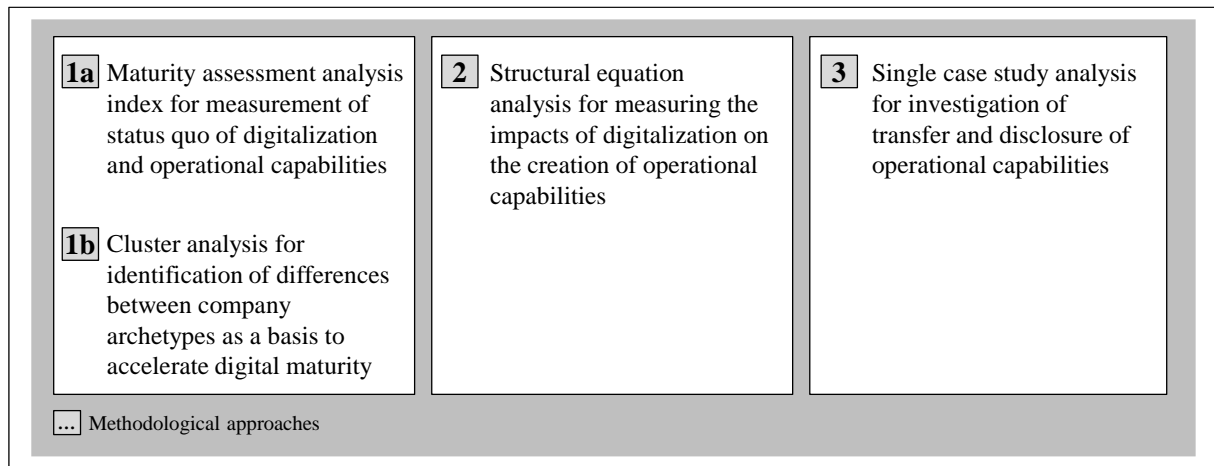 1a Maturity assessment analysis
index for measurement of
status quo of digitalization
and operational capabilities
1b Cluster analysis for
identification of differences
between company
archetypes as a basis to
accelerate digital maturity
2 Structural equation
analysis for measuring the
impacts of digitalization on
the creation of operational
capabilities
3 Single case study analysis
for investigation of
transfer and disclosure of
operational capabilities
... Methodological approaches